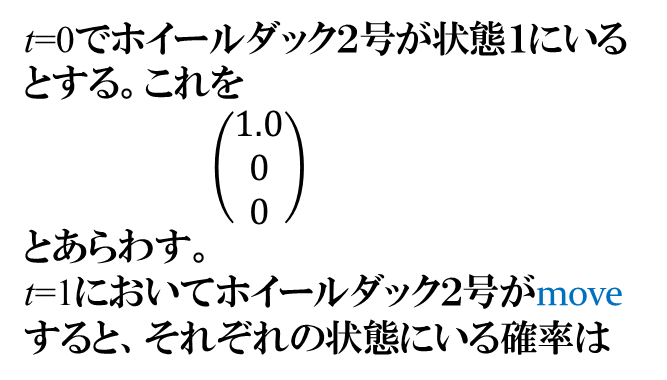 t=0でホイールダック2号が状態1にいる
とする。これを
1.0
0
0
とあらわす。
t=1においてホイールダック2号がmove
すると、それぞれの状態にいる確率は